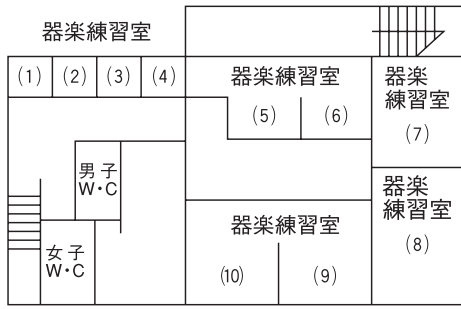 器楽練習室
(1)
(2)
(3)
(4)
器楽練習室
(5)
(6)
器楽
練習室
(7)
男子
W・C
器楽
練習室
(8)
女子
W・C
器楽練習室
(10)
(9)